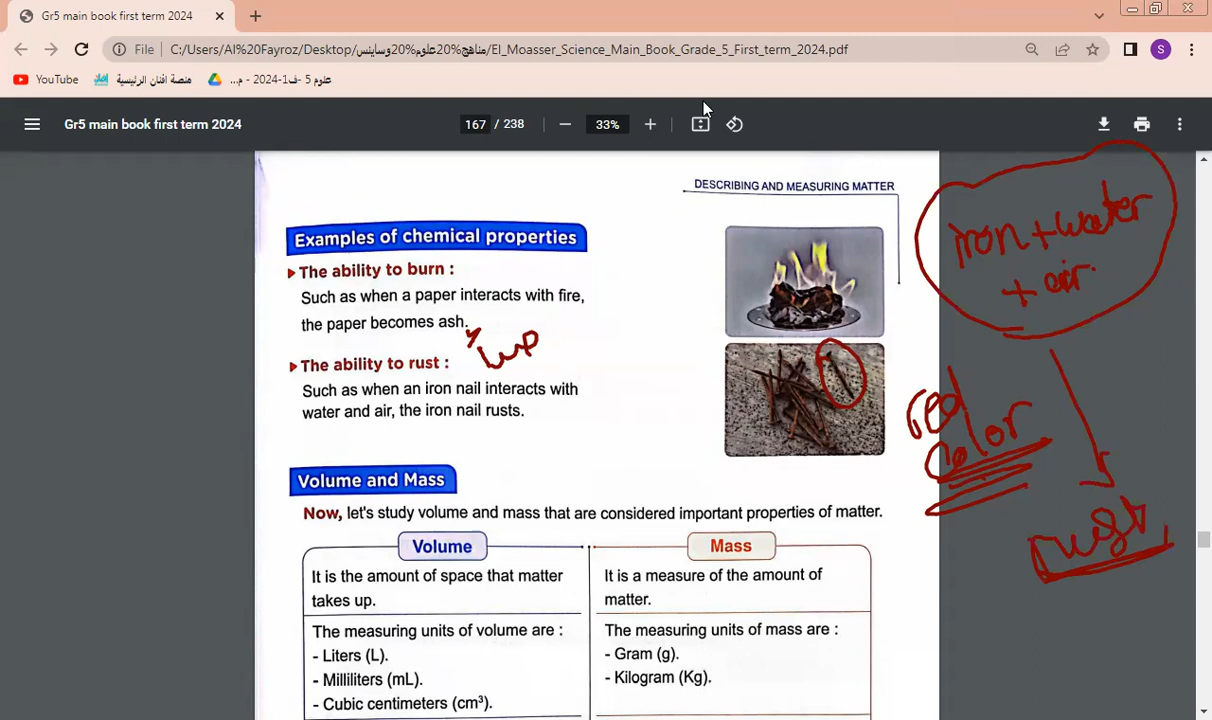 Gr5 main book first term 2024
File
C:/Users/Al%20Fayroz/Desktop/مناهج%20علوم%20وساينس/El_Moasser_Science_Main_Book_Grade_5_First_term_2024.pdf
S
YouTube
منصة افنان الرئيسية
علوم 5 -ف1-2024 - م...
Gr5 main book first term 2024
167 / 238
33%
DESCRIBING AND MEASURING MATTER
Examples of chemical properties
The ability to burn :
Such as when a paper interacts with fire,
the paper becomes ash.
The ability to rust :
Such as when an iron nail interacts with
water and air, the iron nail rusts.
iron + water
+ air.
red
color
rust
Volume and Mass
Now, let's study volume and mass that are considered important properties of matter.
Volume
It is the amount of space that matter
takes up.
The measuring units of volume are :
- Liters (L).
- Milliliters (mL).
- Cubic centimeters (cm³).
Mass
It is a measure of the amount of
matter.
The measuring units of mass are :
- Gram (g).
- Kilogram (Kg).